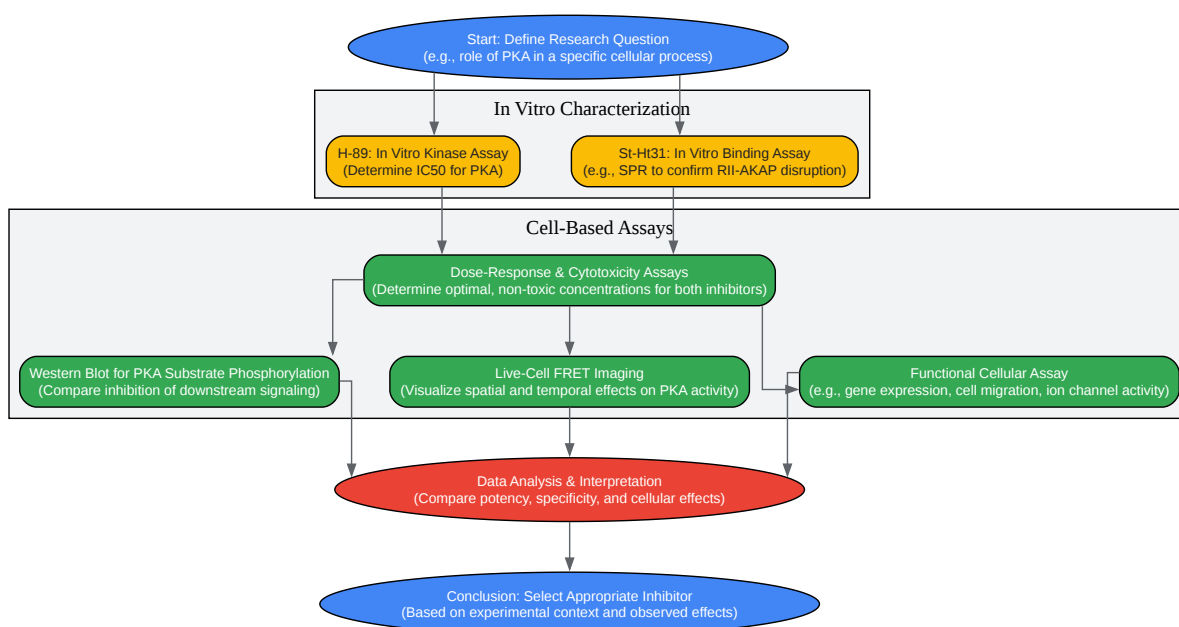 Start: Define Research Question
(e.g., role of PKA in a specific cellular process)
In Vitro Characterization
H-89: In Vitro Kinase Assay
(Determine IC50 for PKA)
St-Ht31: In Vitro Binding Assay
(e.g., SPR to confirm RII-AKAP disruption)
Cell-Based Assays
Dose-Response & Cytotoxicity Assays
(Determine optimal, non-toxic concentrations for both inhibitors)
Western Blot for PKA Substrate Phosphorylation
(Compare inhibition of downstream signaling)
Live-Cell FRET Imaging
(Visualize spatial and temporal effects on PKA activity)
Functional Cellular Assay
(e.g., gene expression, cell migration, ion channel activity)
Data Analysis & Interpretation
(Compare potency, specificity, and cellular effects)
Conclusion: Select Appropriate Inhibitor
(Based on experimental context and observed effects)